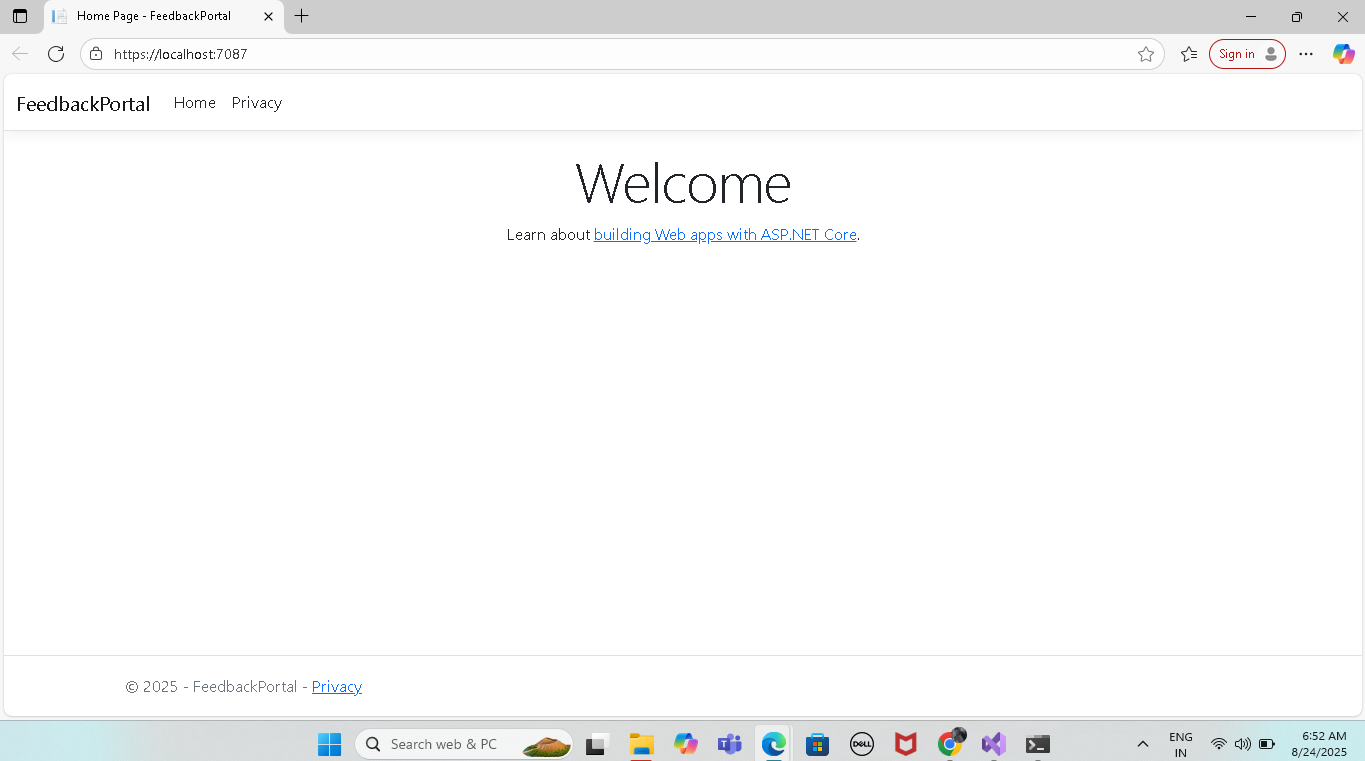 Home Page - FeedbackPortal
https://localhost:7087
Sign in
FeedbackPortal Home Privacy
Welcome
Learn about building Web apps with ASP.NET Core.
© 2025 - FeedbackPortal - Privacy
Search web & PC
DELL
ENG
IN
6:52 AM
8/24/2025